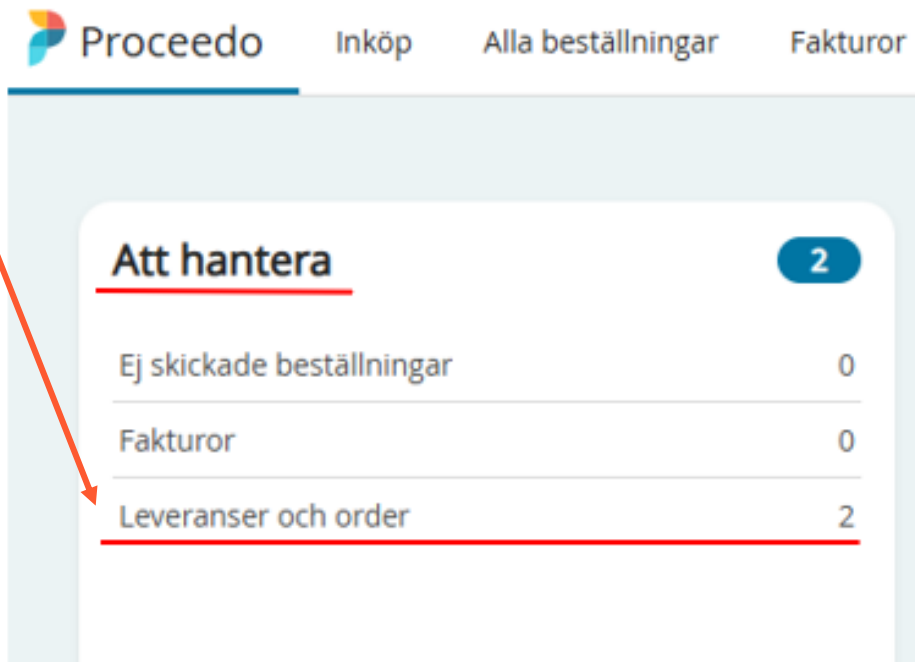 Proceedo Inköp Alla beställningar Fakturor
Att hantera 2
Ej skickade beställningar 0
Fakturor 0
Leveranser och order 2